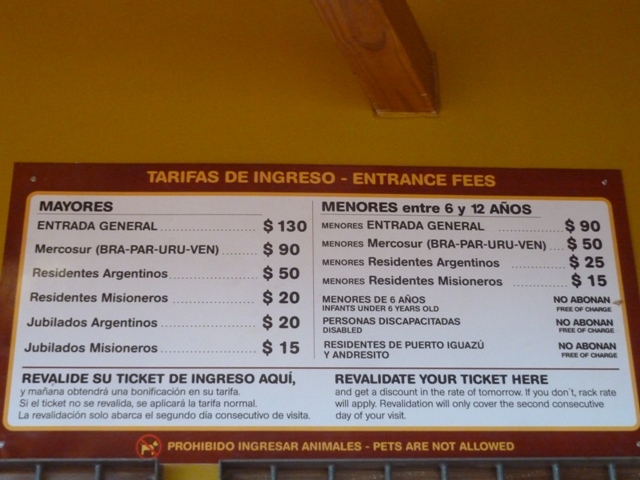 TARIFAS DE INGRESO - ENTRANCE FEES
MAYORES
ENTRADA GENERAL $ 130
Mercosur (BRA-PAR-URU-VEN) $ 90
Residentes Argentinos $ 50
Residentes Misioneros $ 20
Jubilados Argentinos $ 20
Jubilados Misioneros $ 15
MENORES entre 6 y 12 AÑOS
MENORES ENTRADA GENERAL $ 90
MENORES Mercosur (BRA-PAR-URU-VEN) $ 50
MENORES Residentes Argentinos $ 25
MENORES Residentes Misioneros $ 15
MENORES DE 6 AÑOS NO ABONAN
INFANTS UNDER 6 YEARS OLD FREE OF CHARGE
PERSONAS DISCAPACITADAS NO ABONAN
DISABLED FREE OF CHARGE
RESIDENTES DE PUERTO IGUAZÚ NO ABONAN
Y ANDRESITO FREE OF CHARGE
REVALIDE SU TICKET DE INGRESO AQUÍ,
y mañana obtendrá una bonificación en su tarifa.
Si el ticket no se revalida, se aplicará la tarifa normal.
La revalidación solo abarca el segundo día consecutivo de visita.
REVALIDATE YOUR TICKET HERE
and get a discount in the rate of tomorrow. If you don´t, rack rate
will apply. Revalidation will only cover the second consecutive
day of your visit.
PROHIBIDO INGRESAR ANIMALES - PETS ARE NOT ALLOWED